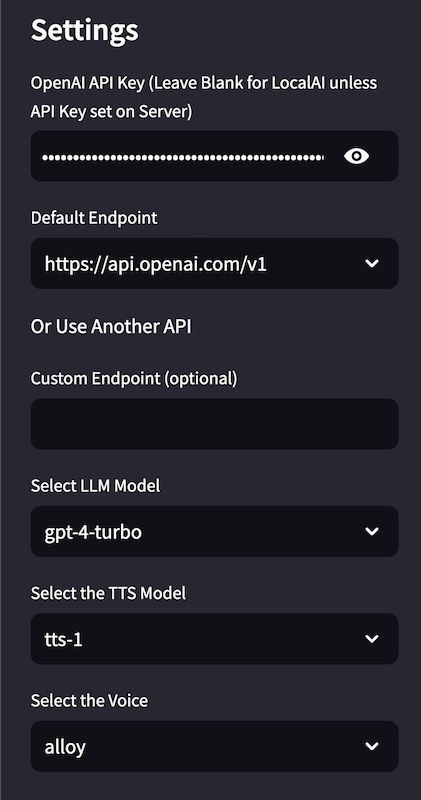 Settings
OpenAI API Key (Leave Blank for LocalAI unless
API Key set on Server)
Default Endpoint
https://api.openai.com/v1
Or Use Another API
Custom Endpoint (optional)
Select LLM Model
gpt-4-turbo
Select the TTS Model
tts-1
Select the Voice
alloy